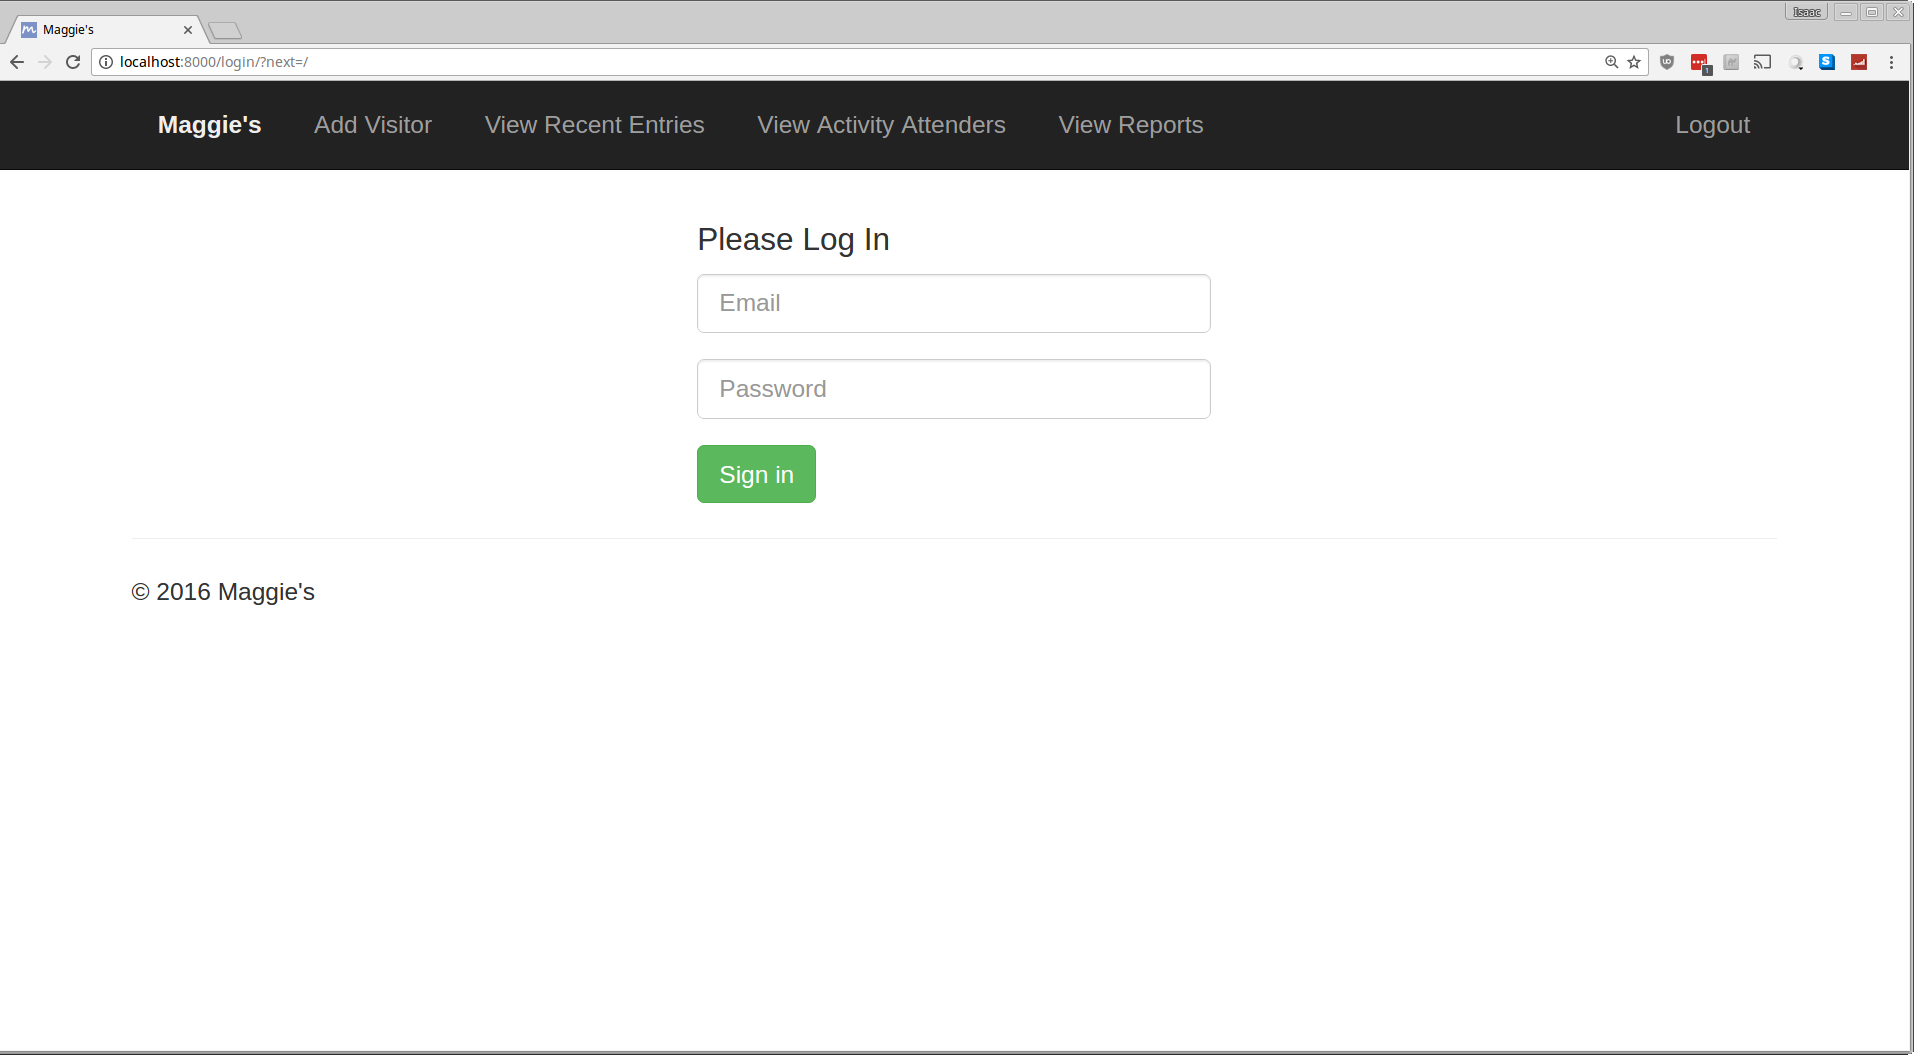 Isaac
Maggie's
localhost:8000/login/?next=/
1
S
Maggie's Add Visitor View Recent Entries View Activity Attenders View Reports Logout
Please Log In
Email
Password
Sign in
© 2016 Maggie's